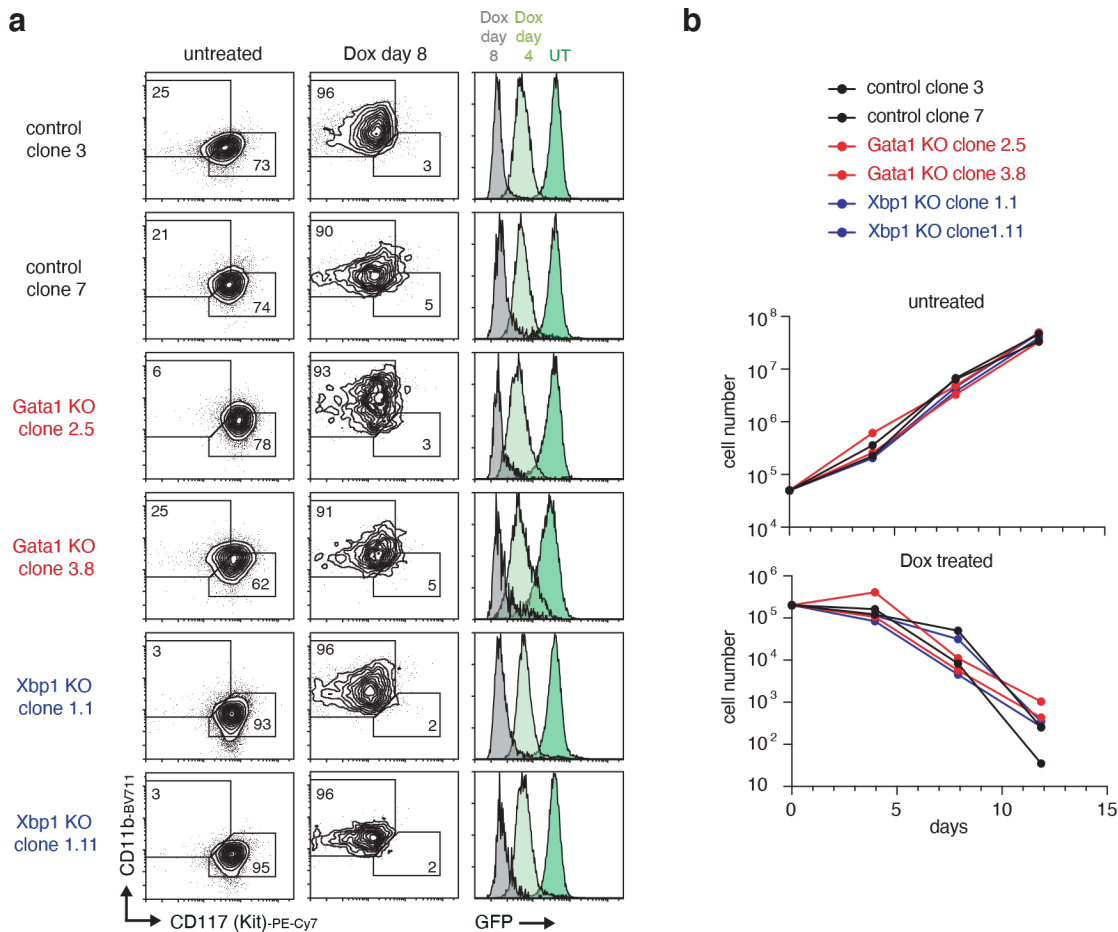 a
untreated
Dox day 8
Dox
day
8
Dox
day
4
UT
control
clone 3
25
73
96
3
control
clone 7
21
74
90
5
Gata1 KO
clone 2.5
6
78
93
3
Gata1 KO
clone 3.8
25
62
91
5
Xbp1 KO
clone 1.1
3
93
96
2
Xbp1 KO
clone 1.11
3
95
96
2
CD11b-BV711
CD117 (Kit)-PE-Cy7
GFP
b
control clone 3
control clone 7
Gata1 KO clone 2.5
Gata1 KO clone 3.8
Xbp1 KO clone 1.1
Xbp1 KO clone1.11
untreated
cell number
10^8
10^7
10^6
10^5
10^4
Dox treated
cell number
10^6
10^5
10^4
10^3
10^2
10
0
5
10
15
days